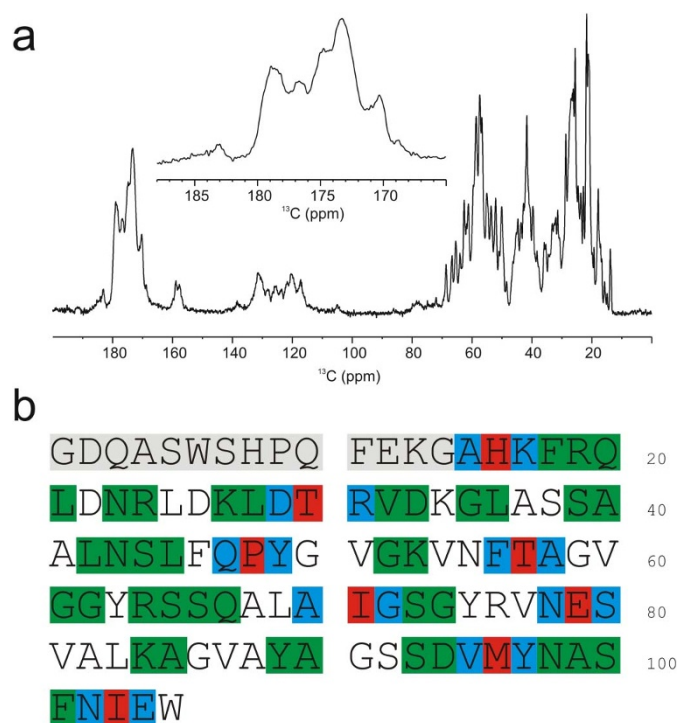 a
185 180 175 170
¹³C (ppm)
180 160 140 120 100 80 60 40 20
¹³C (ppm)
b
GDQASWSHPQ FEKGAHKFRQ 20
LDNRLDKLDT RVDKGLASSA 40
ALNSLFQPYG VGKVNFTAGV 60
GGYRSSQALA IGSGYRVNES 80
VALKAGVAYA GSSDVMYNAS 100
FNIEW